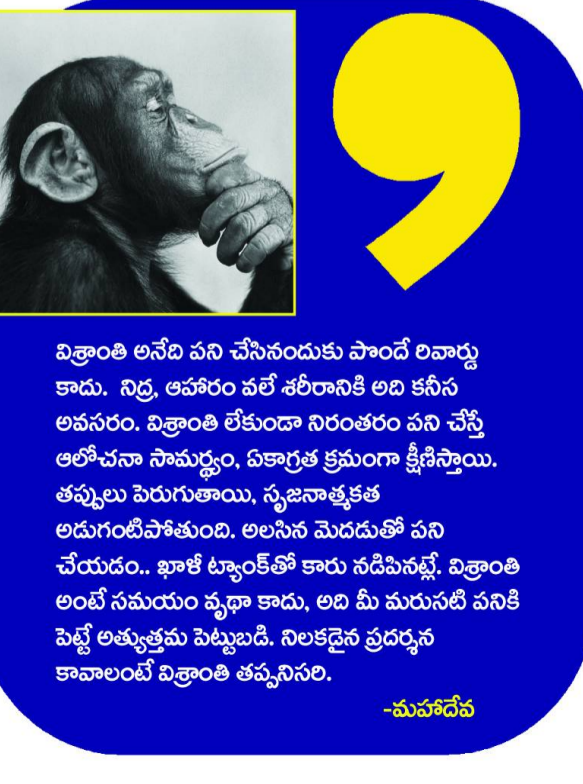 విశ్రాంతి అనేది పని చేసినందుకు పొందే రివార్డు
కాదు. నిద్ర, ఆహారం వలే శరీరానికి అది కనీస
అవసరం. విశ్రాంతి లేకుండా నిరంతరం పని చేస్తే
ఆలోచనా సామర్థ్యం, ఏకాగ్రత క్రమంగా క్షీణిస్తాయి.
తప్పులు పెరుగుతాయి, సృజనాత్మకత
అడుగంటిపోతుంది. అలసిన మెదడుతో పని
చేయడం.. ఖాళీ ట్యాంక్‌తో కారు నడిపినట్లే. విశ్రాంతి
అంటే సమయం వృథా కాదు, అది మీ మరుసటి పనికి
పెట్టే అత్యుత్తమ పెట్టుబడి. నిలకడైన ప్రదర్శన
కావాలంటే విశ్రాంతి తప్పనిసరి.
-మహాదేవ